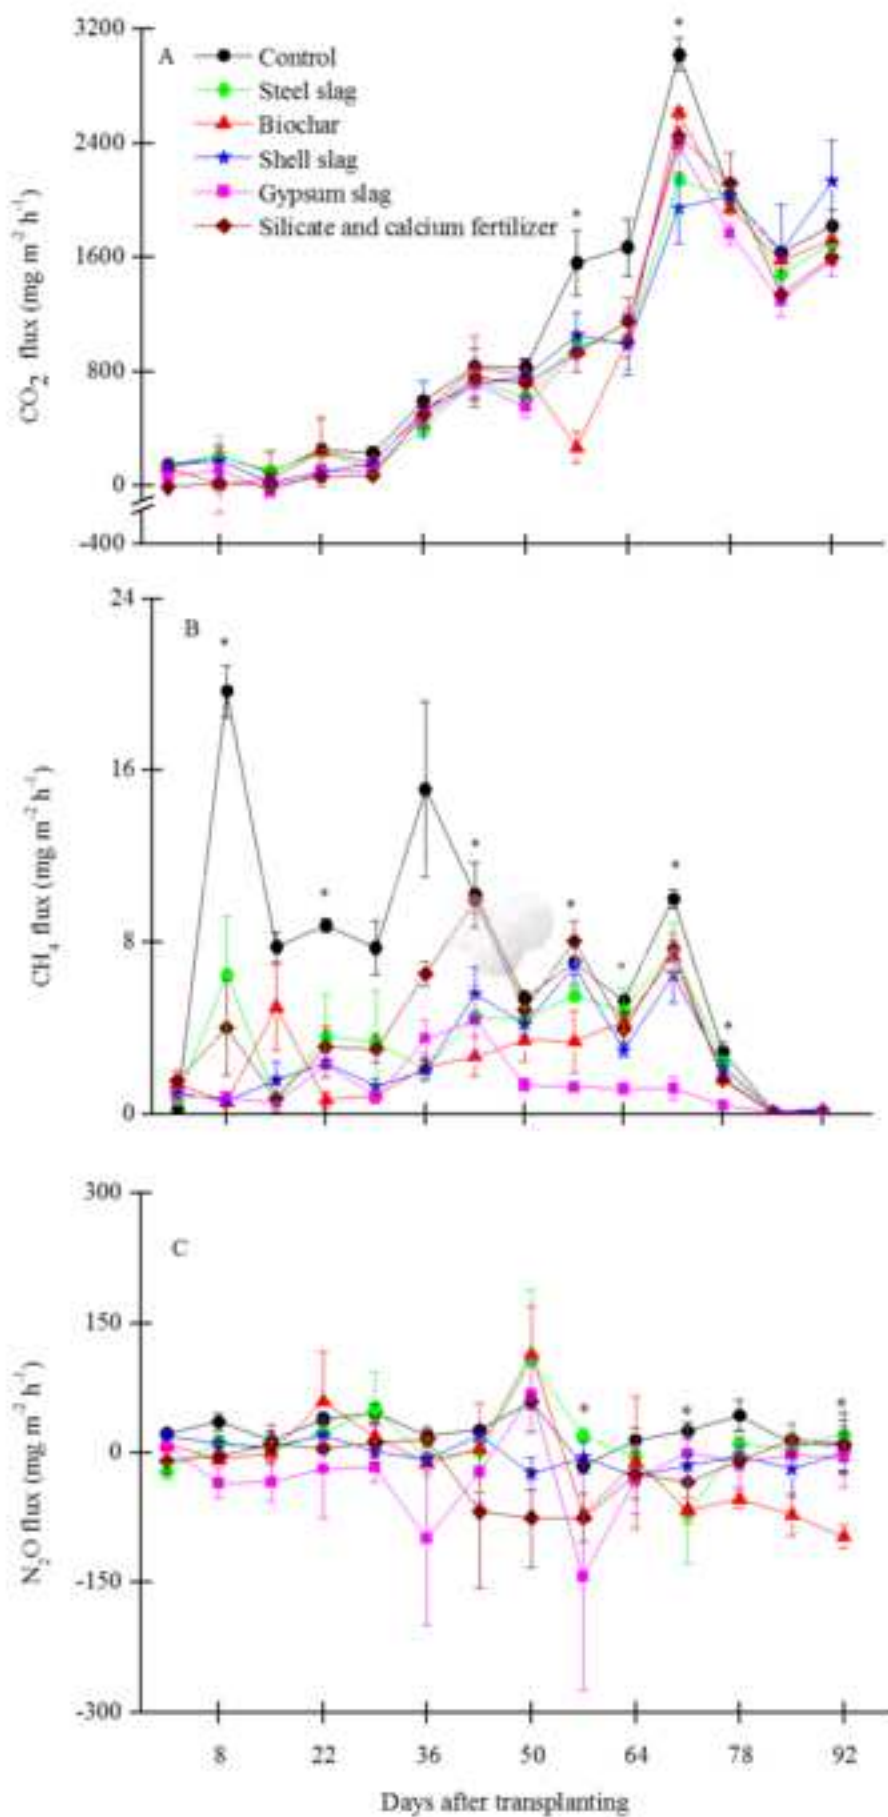 3200
2400
1600
800
0
-400
CO2 flux (mg m-2 h-1)
A
Control
Steel slag
Biochar
Shell slag
Gypsum slag
Silicate and calcium fertilizer
*
*
24
16
8
0
CH4 flux (mg m-2 h-1)
B
*
*
*
*
*
*
*
300
150
0
-150
-300
N2O flux (mg m-2 h-1)
C
*
*
*
8 22 36 50 64 78 92
Days after transplanting